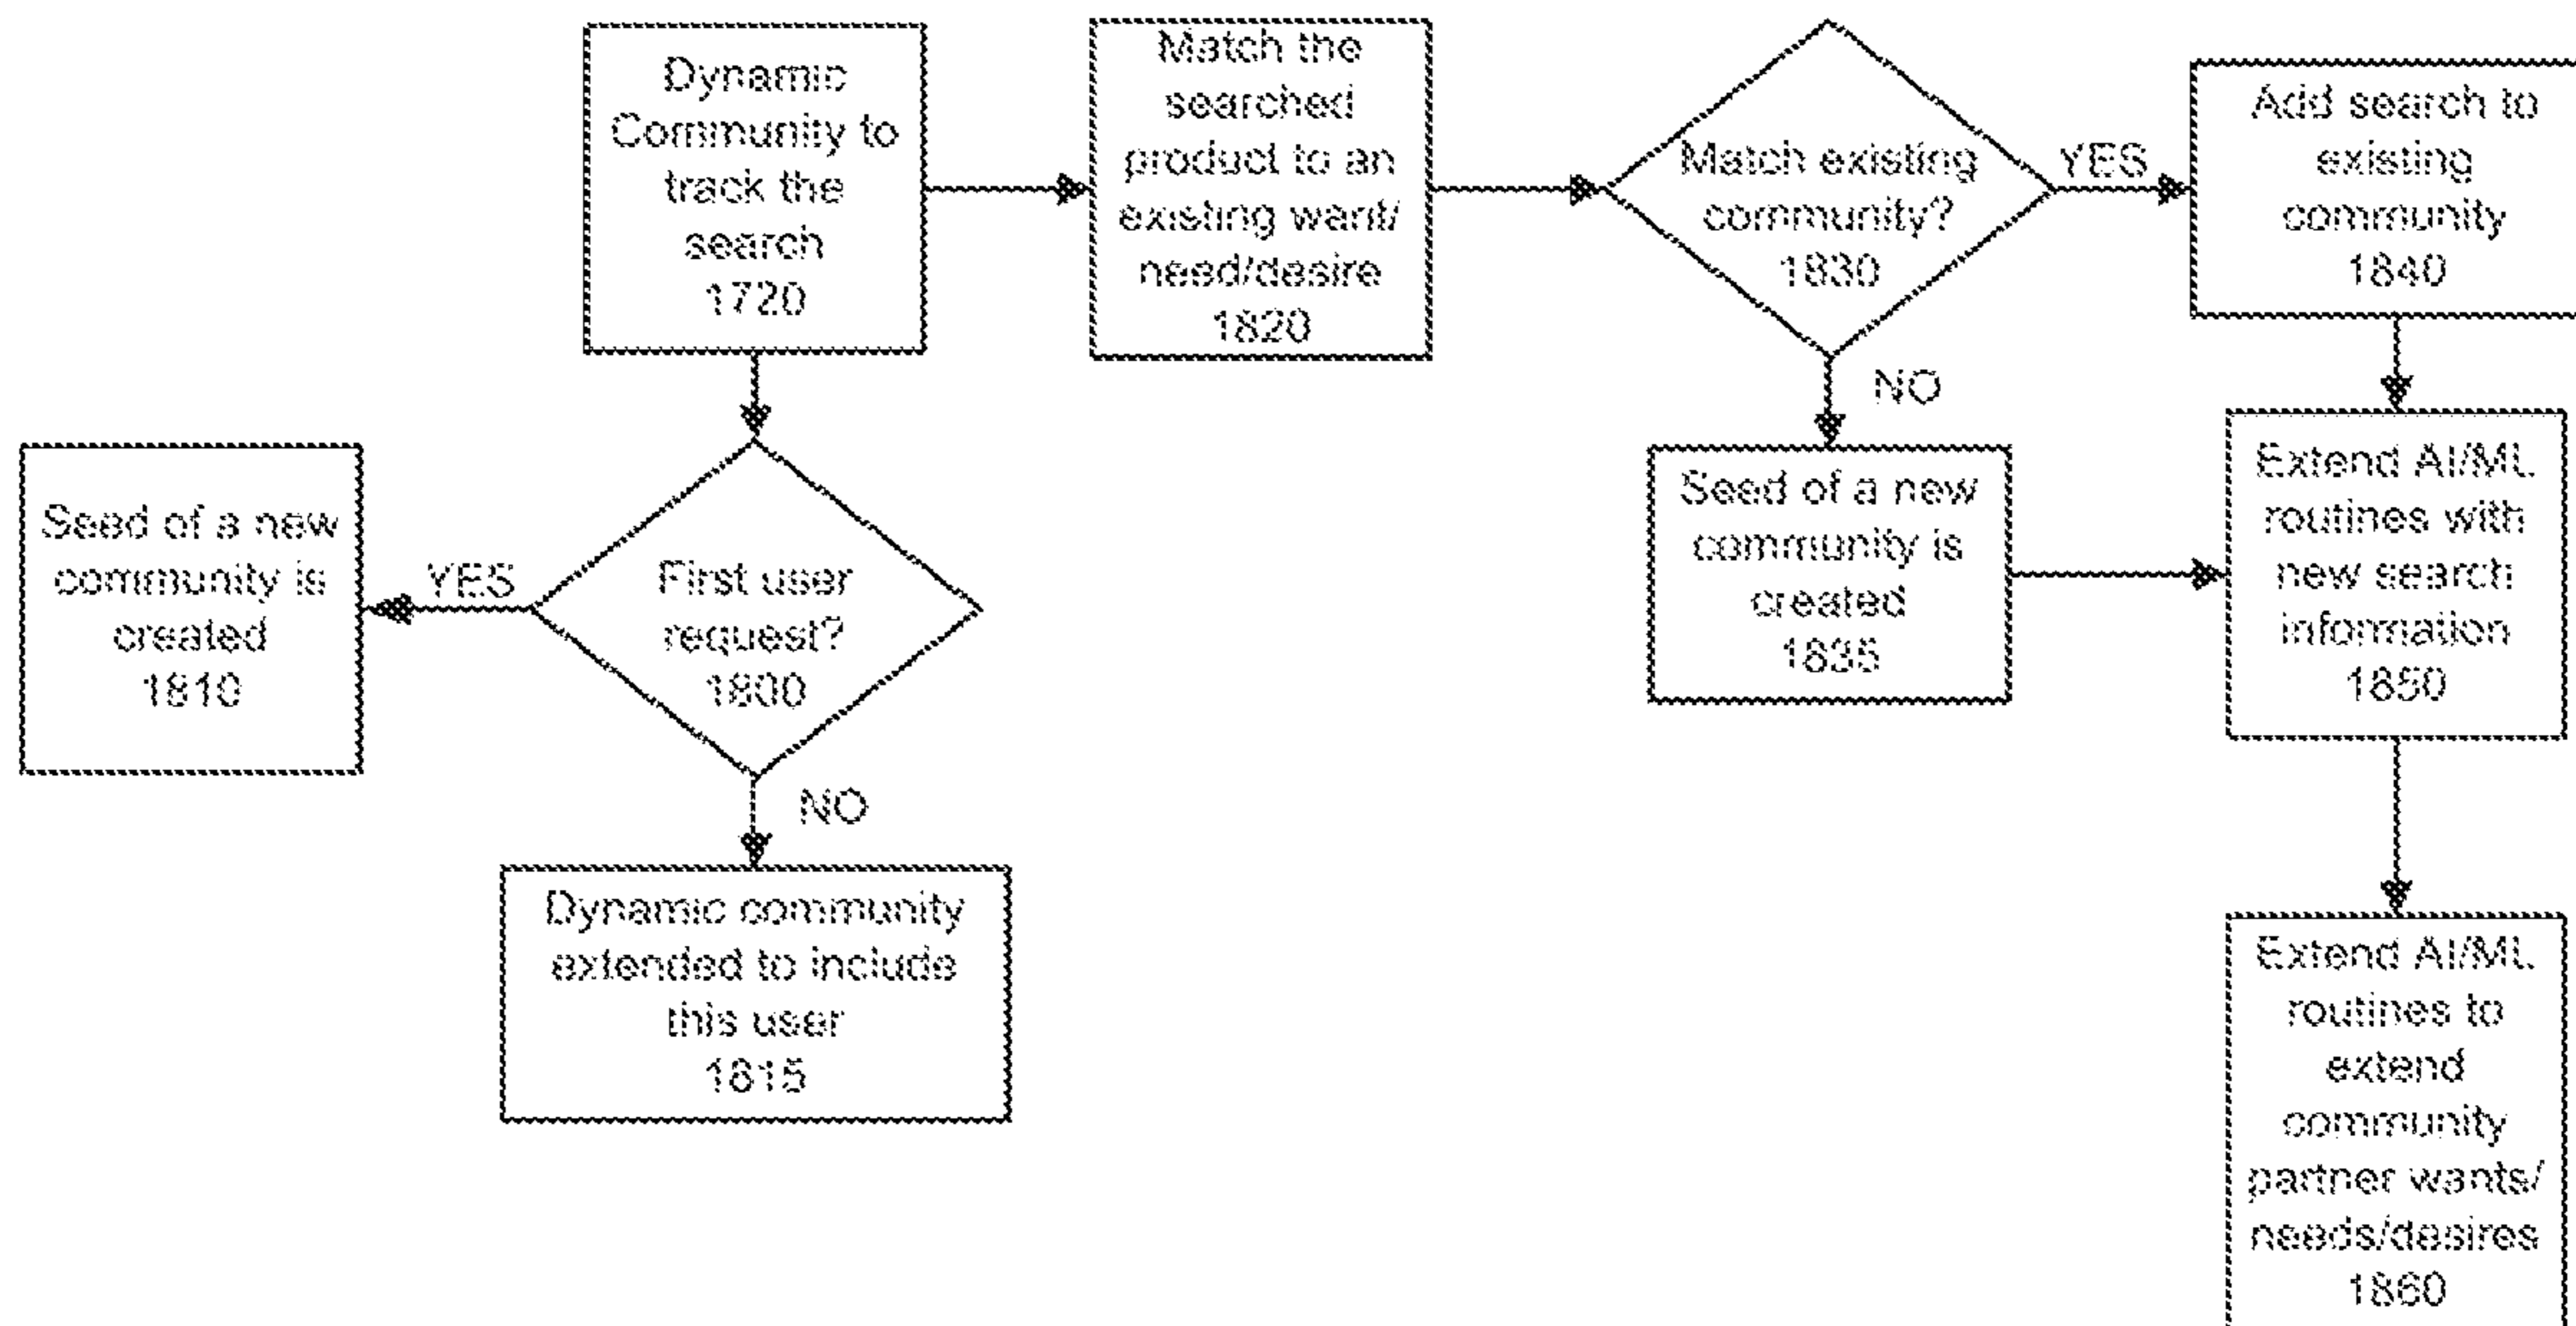 Dynamic
Community to
track the
search
1720
Match the
searched
product to an
existing want/
need/desire
1820
Match existing
community?
1830
YES
Add search to
existing
community
1840
NO
Seed of a new
community is
created
1810
YES
First user
request?
1800
Seed of a new
community is
created
1835
Extend AI/ML
routines with
new search
information
1850
NO
Dynamic community
extended to include
this user
1815
Extend AI/ML
routines to
extend
community
partner wants/
needs/desires
1860